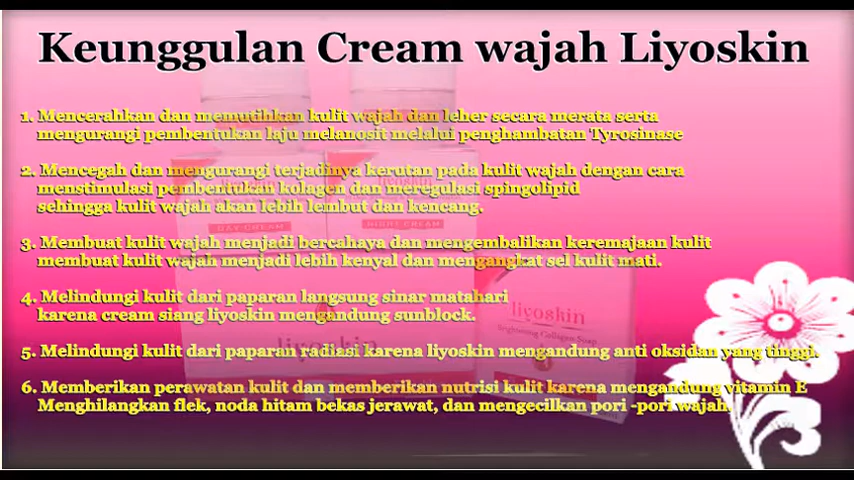 Keunggulan Cream wajah Liyoskin
1. Mencerahkan dan memutihkan kulit wajah dan leher secara merata serta
mengurangi pembentukan laju melanosit melalui penghambatan Tyrosinase
2. Mencegah dan mengurangi terjadinya kerutan pada kulit wajah dengan cara
menstimulasi pembentukan kolagen dan meregulasi spingolipid
sehingga kulit wajah akan lebih lembut dan kencang.
3. Membuat kulit wajah menjadi bercahaya dan mengembalikan keremajaan kulit
membuat kulit wajah menjadi lebih kenyal dan mengangkat sel kulit mati.
4. Melindungi kulit dari paparan langsung sinar matahari
karena cream siang liyoskin mengandung sunblock.
5. Melindungi kulit dari paparan radiasi karena liyoskin mengandung anti oksidan yang tinggi.
6. Memberikan perawatan kulit dan memberikan nutrisi kulit karena mengandung vitamin E
Menghilangkan flek, noda hitam bekas jerawat, dan mengecilkan pori -pori wajah.
liyoskin
DAY CREAM
NIGHT CREAM
liyoskin
Brightening Collagen Soap
liyoskin